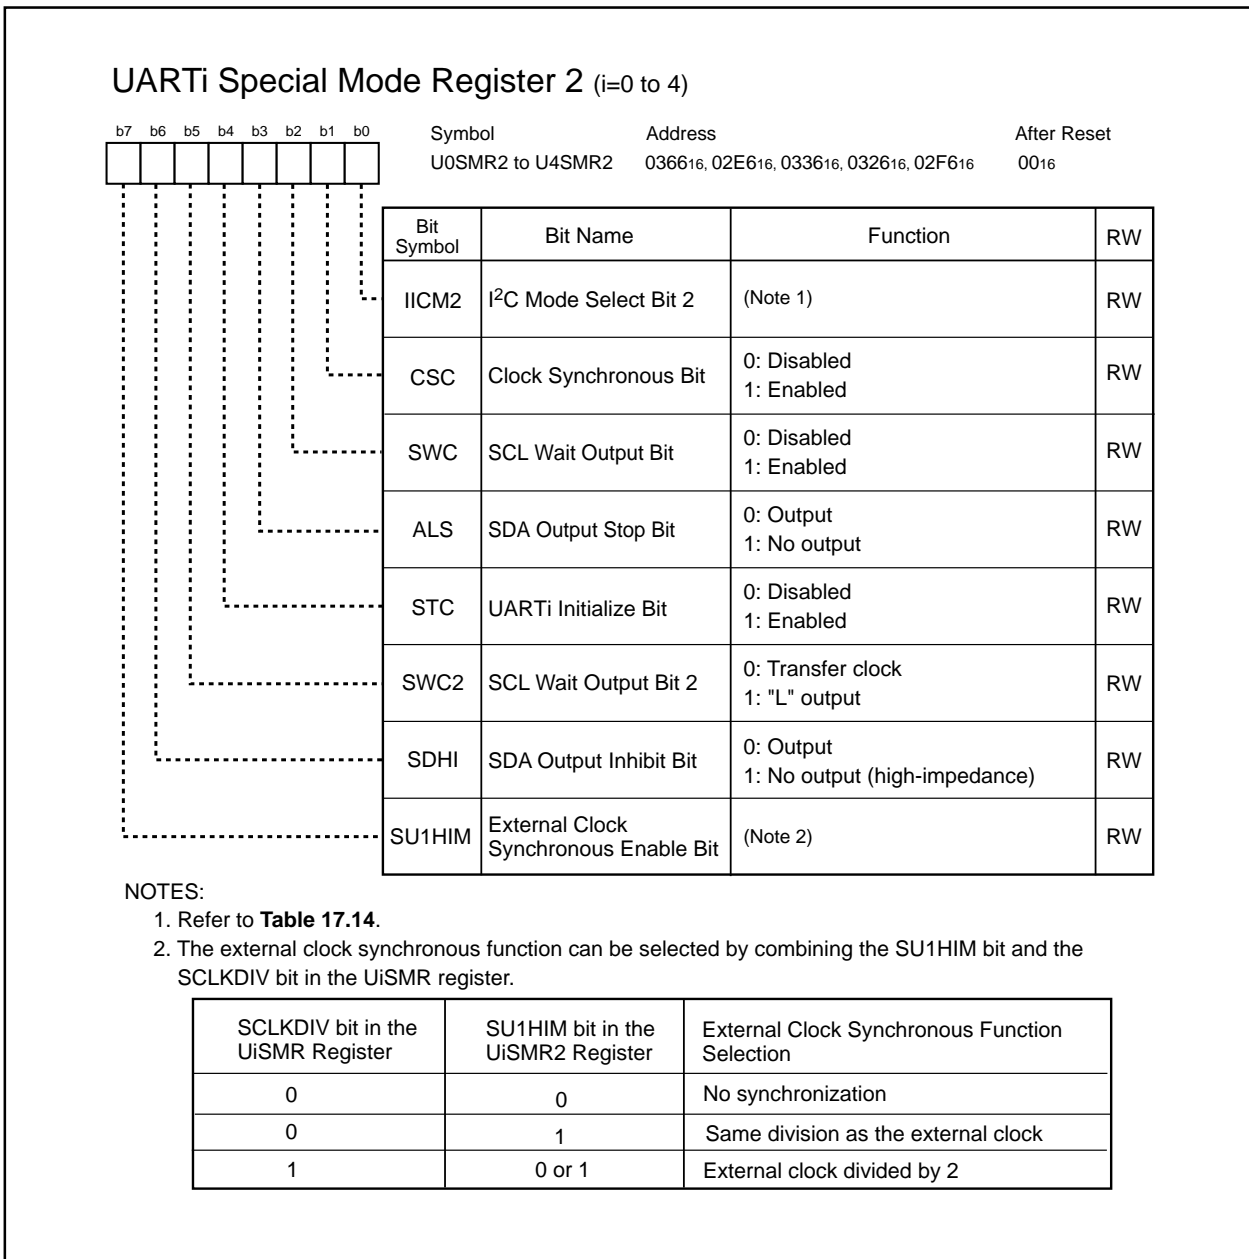 UARTi Special Mode Register 2 (i=0 to 4)
b7 b6 b5 b4 b3 b2 b1 b0
Symbol Address After Reset
U0SMR2 to U4SMR2 036616, 02E616, 033616, 032616, 02F616 0016
Bit Symbol Bit Name Function RW
IICM2 I2C Mode Select Bit 2 (Note 1) RW
CSC Clock Synchronous Bit 0: Disabled RW
1: Enabled
SWC SCL Wait Output Bit 0: Disabled RW
1: Enabled
ALS SDA Output Stop Bit 0: Output RW
1: No output
STC UARTi Initialize Bit 0: Disabled RW
1: Enabled
SWC2 SCL Wait Output Bit 2 0: Transfer clock RW
1: "L" output
SDHI SDA Output Inhibit Bit 0: Output RW
1: No output (high-impedance)
SU1HIM External Clock Synchronous Enable Bit (Note 2) RW
NOTES:
1. Refer to Table 17.14.
2. The external clock synchronous function can be selected by combining the SU1HIM bit and the
SCLKDIV bit in the UiSMR register.
SCLKDIV bit in the SU1HIM bit in the External Clock Synchronous Function
UiSMR Register UiSMR2 Register Selection
0 0 No synchronization
0 1 Same division as the external clock
1 0 or 1 External clock divided by 2